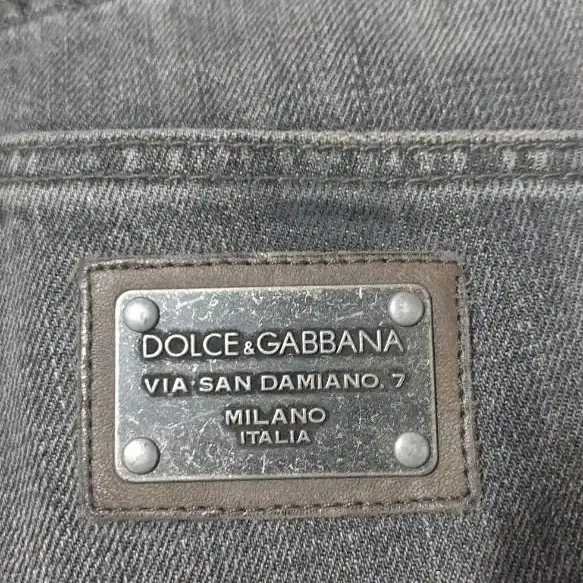 DOLCE&GABBANA
VIA SAN DAMIANO, 7
MILANO
ITALIA